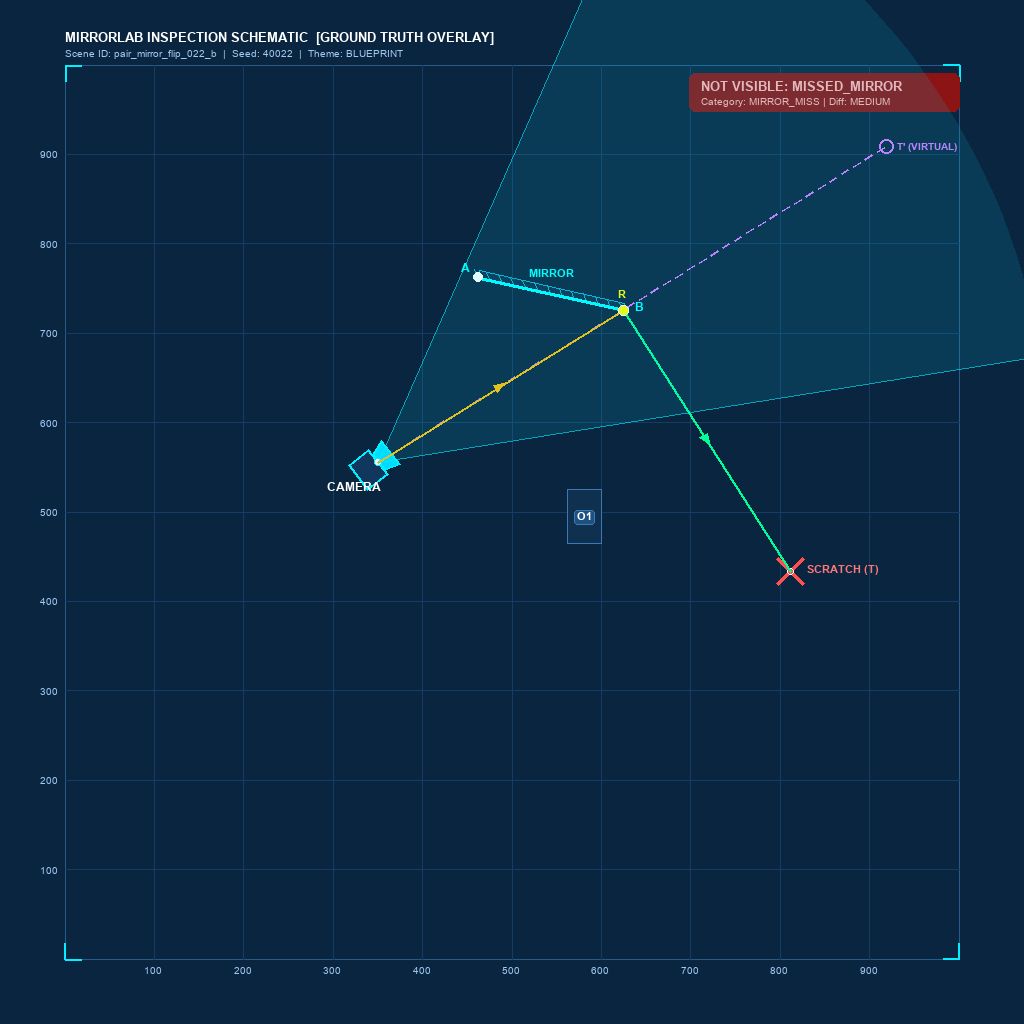 MIRRORLAB INSPECTION SCHEMATIC [GROUND TRUTH OVERLAY]
Scene ID: pair_mirror_flip_022_b | Seed: 40022 | Theme: BLUEPRINT
NOT VISIBLE: MISSED_MIRROR
Category: MIRROR_MISS | Diff: MEDIUM
T' (VIRTUAL)
900
800
A
MIRROR
R
B
700
600
CAMERA
500
O1
SCRATCH (T)
400
300
200
100
100 200 300 400 500 600 700 800 900